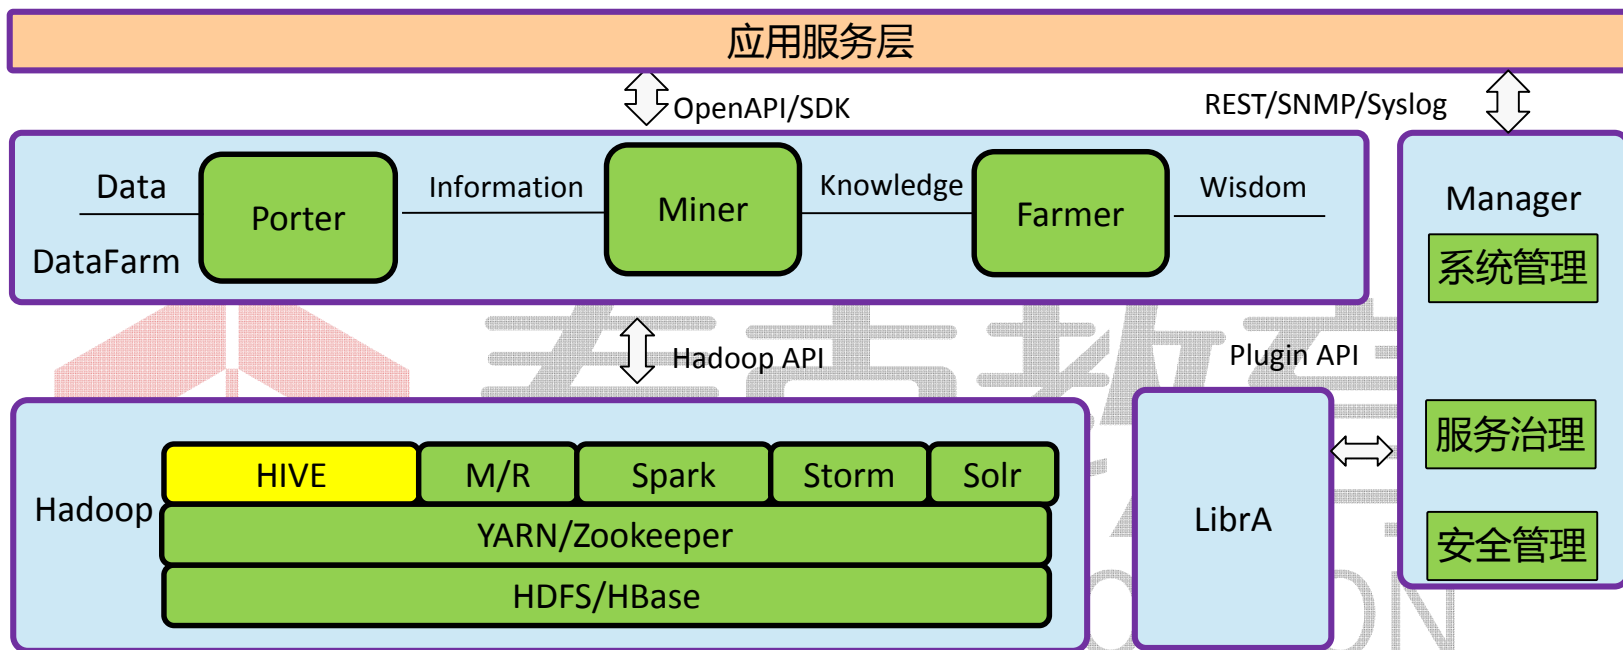 应用服务层
OpenAPI/SDK
REST/SNMP/Syslog
Data
Porter
Information
Miner
Knowledge
Farmer
Wisdom
DataFarm
Manager
系统管理
服务治理
安全管理
Hadoop API
Plugin API
Hadoop
HIVE
M/R
Spark
Storm
Solr
YARN/Zookeeper
HDFS/HBase
LibrA